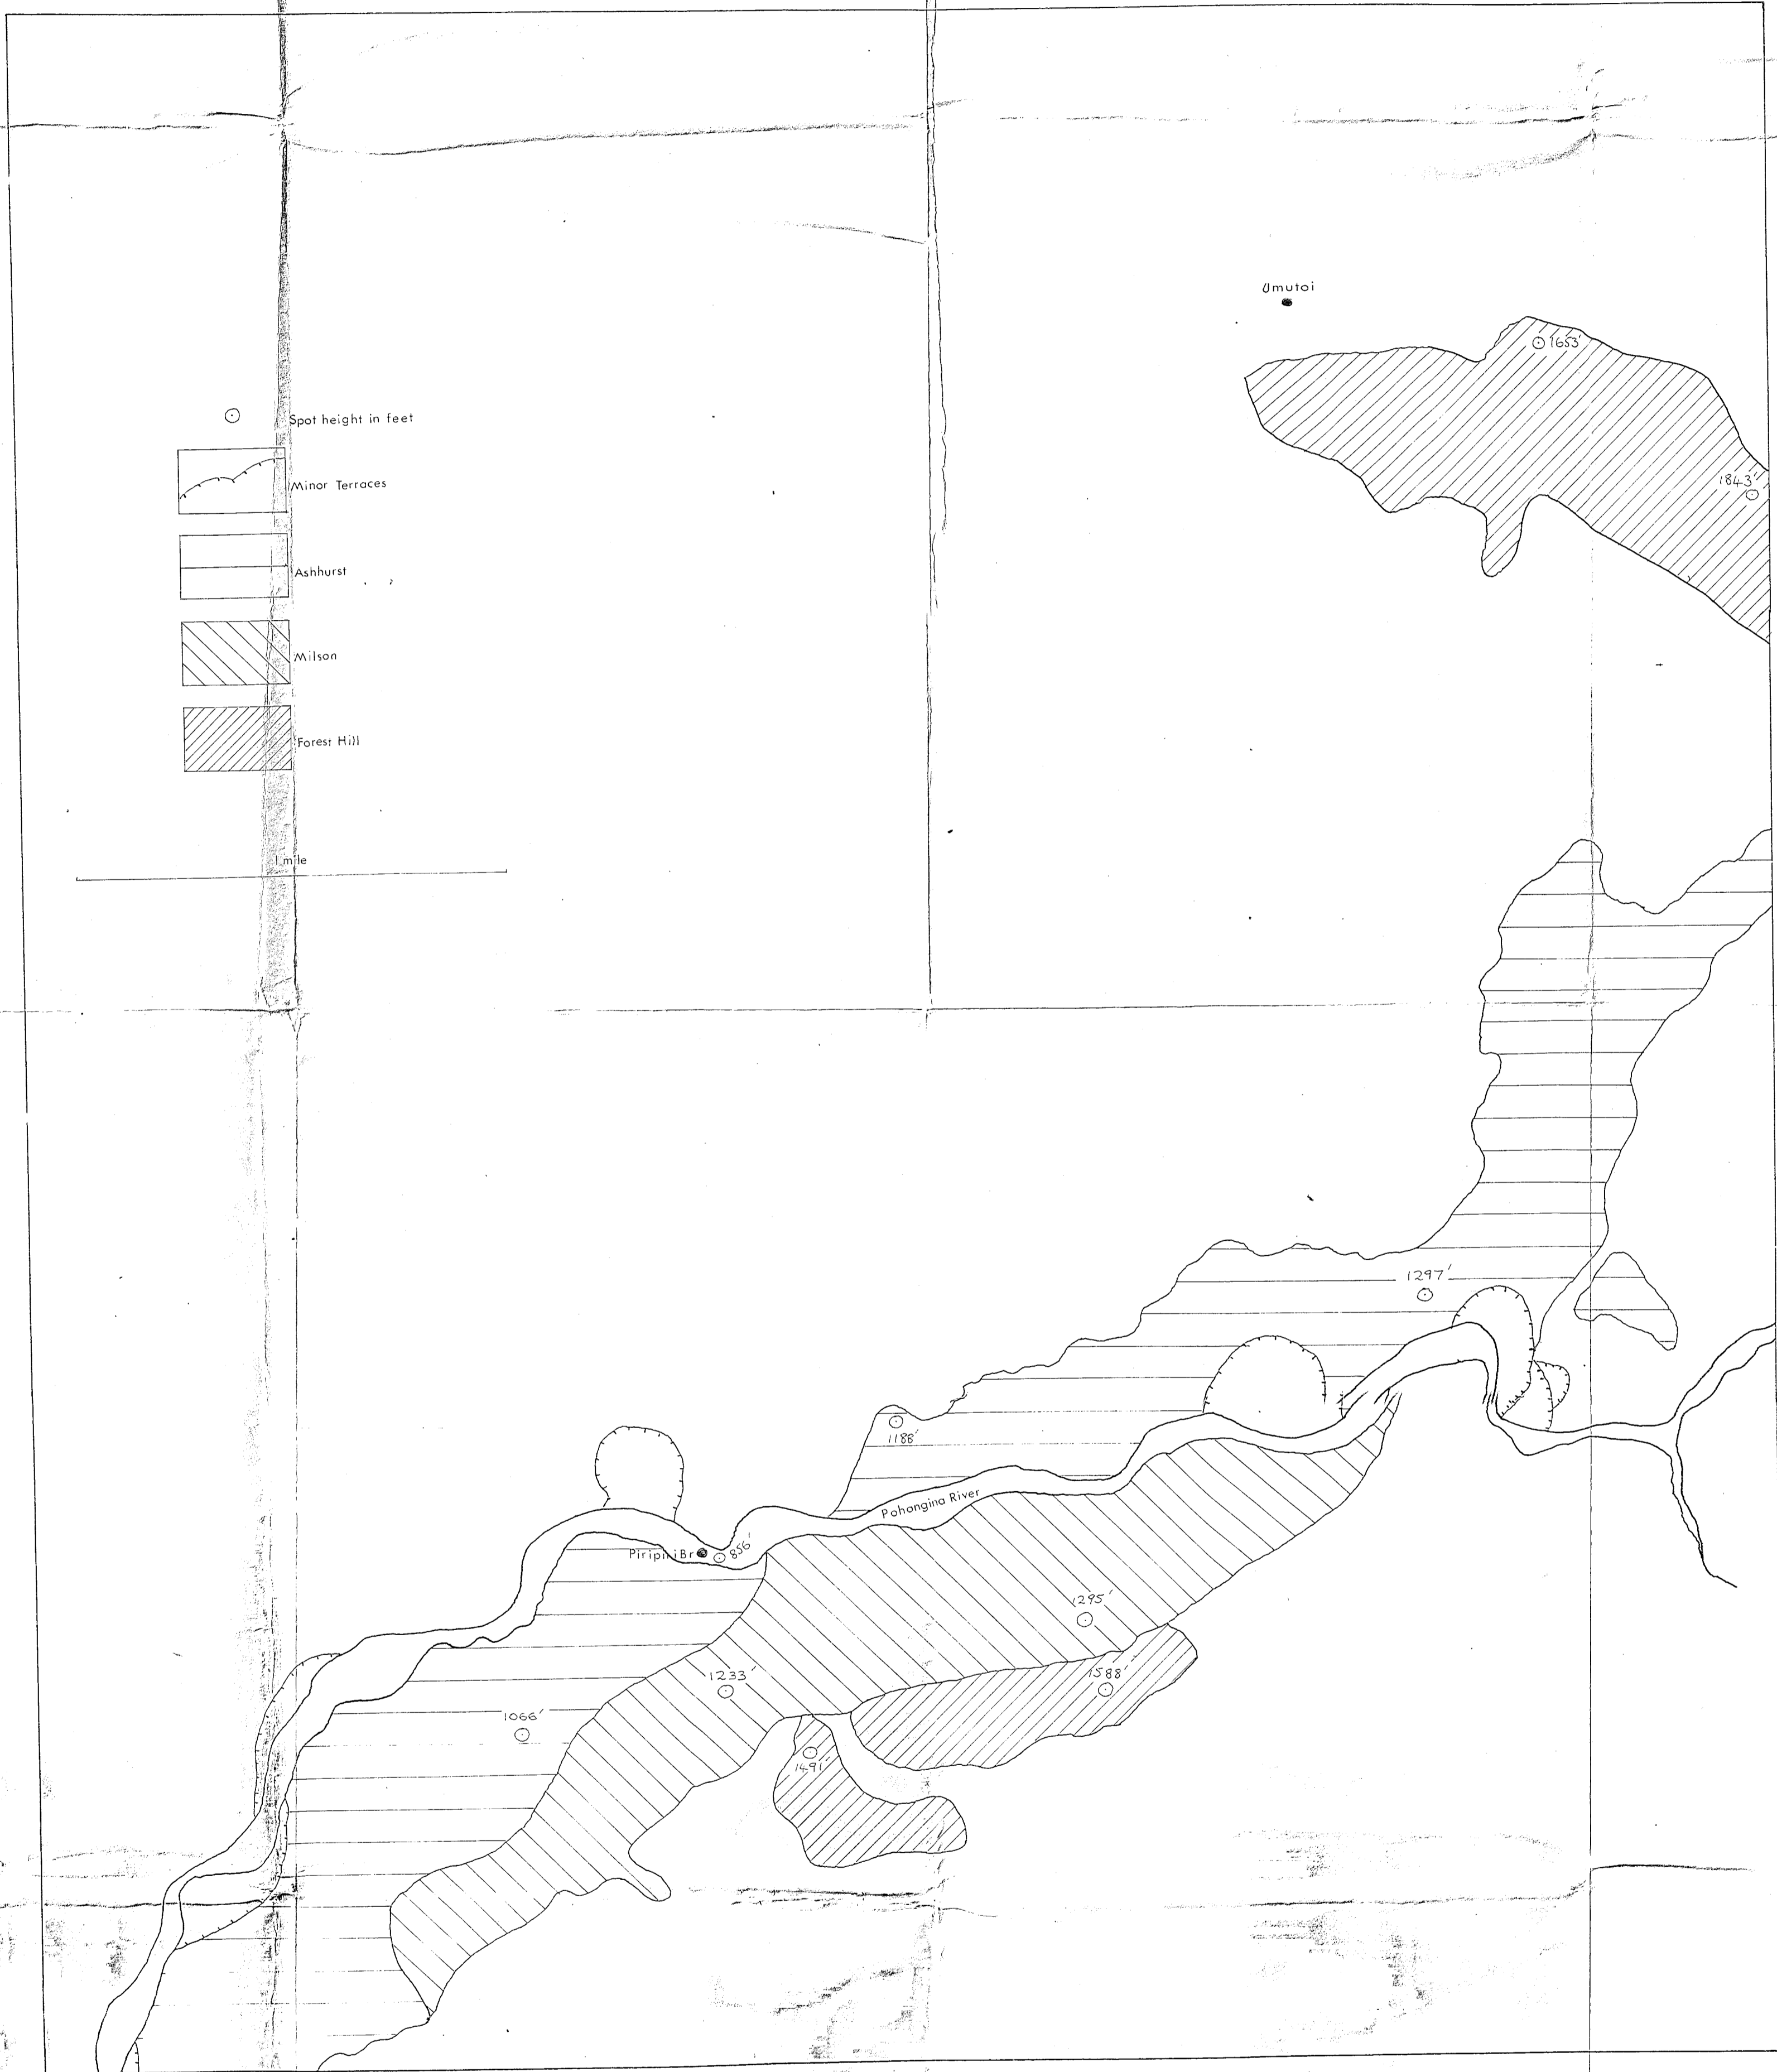 Umutoi
1653'
1843'
Spot height in feet
Minor Terraces
Ashhurst
Milson
Forest Hill
1 mile
1297'
1188'
Pohangina River
Piripiri Br
856'
1295'
1233'
1588'
1066'
1491'